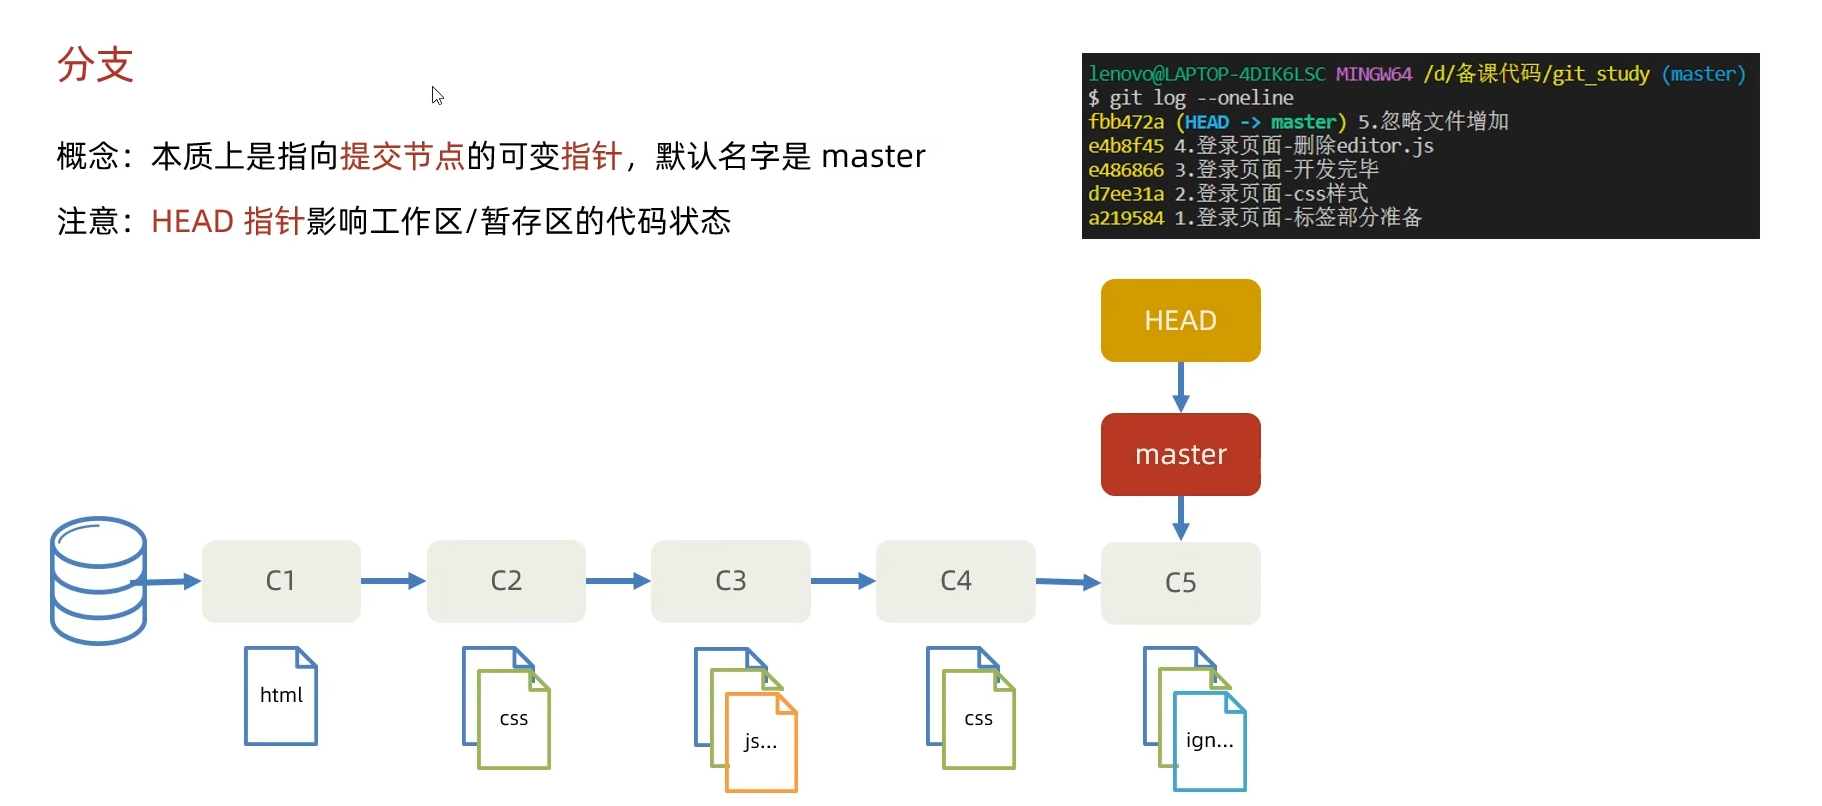 分支
概念：本质上是指向提交节点的可变指针，默认名字是 master
注意：HEAD 指针影响工作区/暂存区的代码状态
lenovo@LAPTOP-4DIK6LSC MINGW64 /d/备课代码/git_study (master)
$ git log --oneline
fbb472a (HEAD -> master) 5.忽略文件增加
e4b8f45 4.登录页面-删除editor.js
e486866 3.登录页面-开发完毕
d7ee31a 2.登录页面-css样式
a219584 1.登录页面-标签部分准备
HEAD
master
C1
C2
C3
C4
C5
html
css
js...
css
ign...